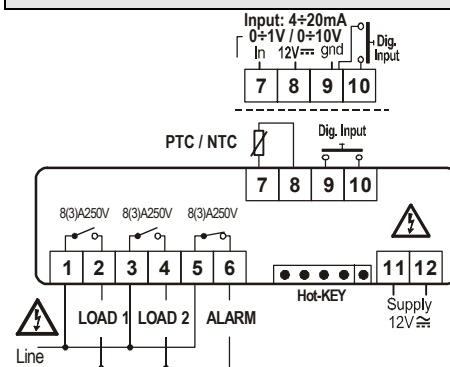 Input: 4÷20mA
0÷1V / 0÷10V
In 12V⎓ gnd
Dig.
Input
7 8 9 10
PTC / NTC
Dig. Input
7 8 9 10
8(3)A250V 8(3)A250V 8(3)A250V
1 2 3 4 5 6
11 12
Hot-KEY
Supply
12V≂
LOAD 1 LOAD 2 ALARM
Line